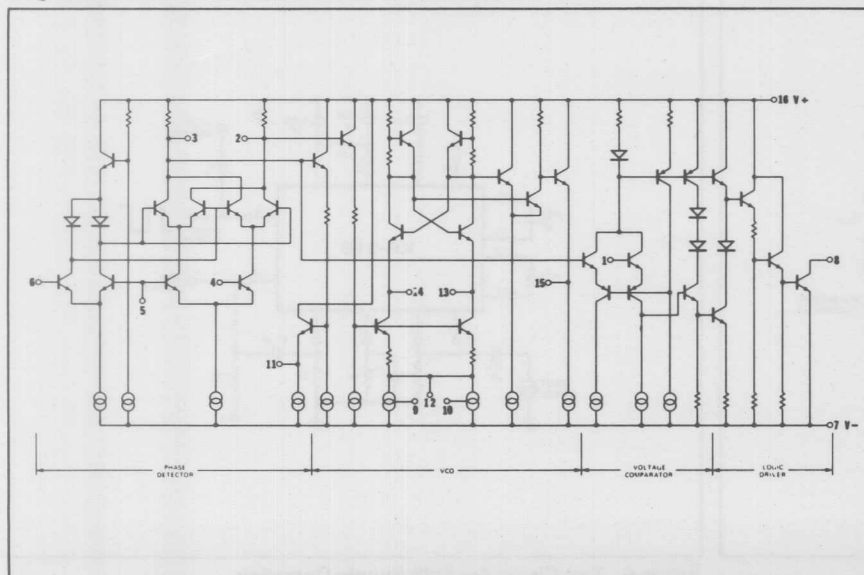 16 V+
3
2
6
5
4
14
13
15
1
8
11
12
9
10
7 V-
PHASE
DETECTOR
VCO
VOLTAGE
COMPARATOR
LOGIC
DRIVER